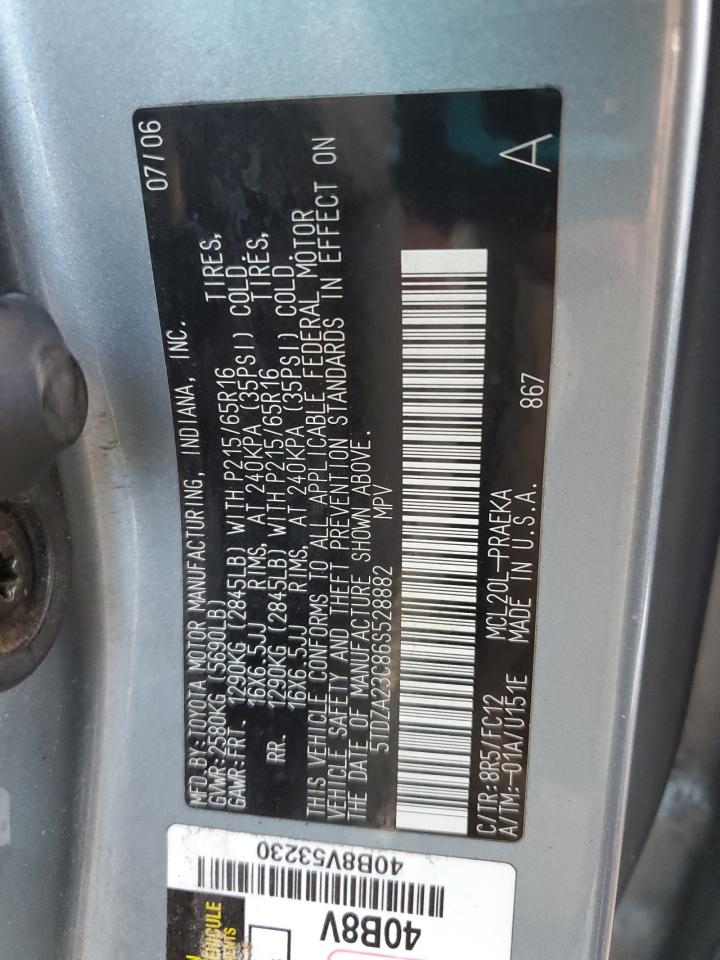 MFD.BY:TOYOTA MOTOR MANUFACTURING, INDIANA, INC. 07/06
GVWR:2580KG (5690LB)
GAWR:FRT. 1290KG (2845LB) WITH P215/65R16 TIRES,
16X6.5JJ RIMS, AT 240KPA (35PSI) COLD.
RR. 1290KG (2845LB) WITH P215/65R16 TIRES,
16X6.5JJ RIMS, AT 240KPA (35PSI) COLD.
THIS VEHICLE CONFORMS TO ALL APPLICABLE FEDERAL MOTOR
VEHICLE SAFETY AND THEFT PREVENTION STANDARDS IN EFFECT ON
THE DATE OF MANUFACTURE SHOWN ABOVE.
5TDZA23C86S528882 MPV
C/TR:8R5/FC12 MCL20L-PRAEKA 867 A
A/TM:-01A/U151E MADE IN U.S.A.
40B8V53230
40B8V